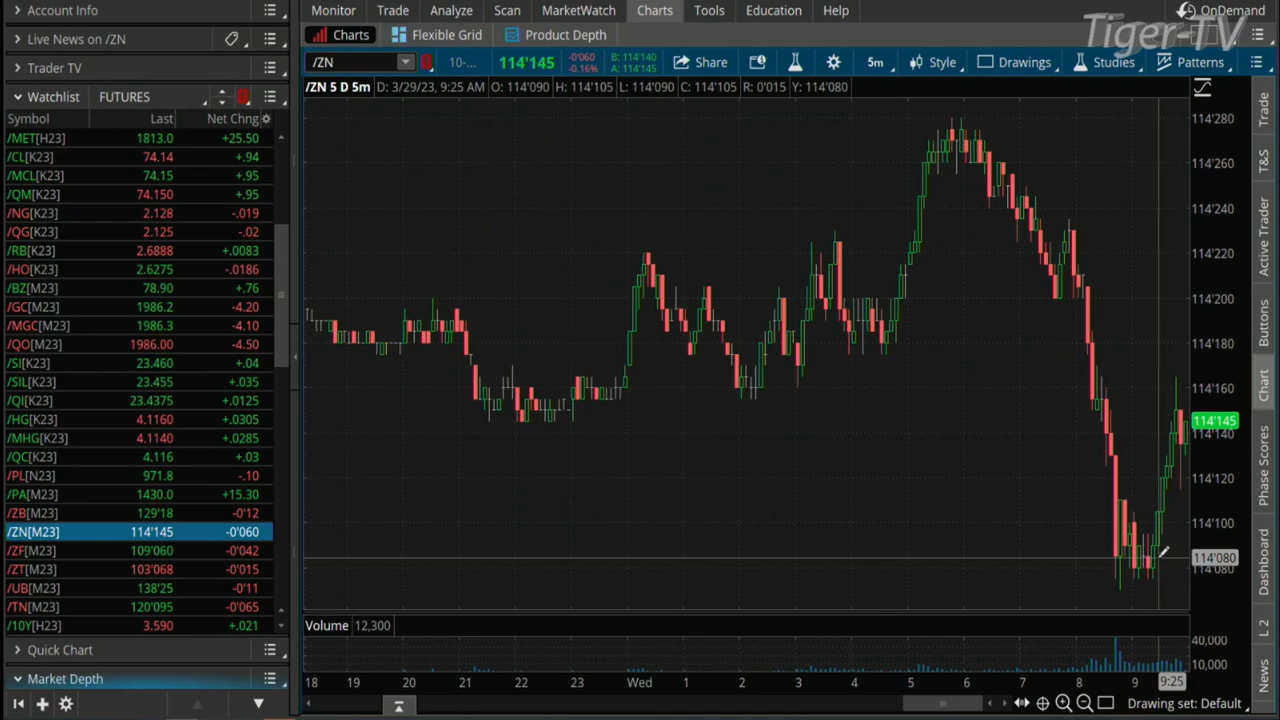 Account Info
Live News on /ZN
Trader TV
Watchlist FUTURES
Symbol Last Net Chng
/MET[H23] 1813.0 +25.50
/CL[K23] 74.14 +.94
/MCL[K23] 74.15 +.95
/QM[K23] 74.150 +.95
/NG[K23] 2.128 -.019
/QG[K23] 2.125 -.02
/RB[K23] 2.6888 +.0083
/HO[K23] 2.6275 -.0186
/BZ[M23] 78.90 +.76
/GC[M23] 1986.2 -4.20
/MGC[M23] 1986.3 -4.10
/QO[M23] 1986.00 -4.50
/SI[K23] 23.460 +.04
/SIL[K23] 23.455 +.035
/QI[K23] 23.4375 +.0125
/HG[K23] 4.1160 +.0305
/MHG[K23] 4.1140 +.0285
/QC[K23] 4.116 +.03
/PL[N23] 971.8 -.10
/PA[M23] 1430.0 +15.30
/ZB[M23] 129'18 -0'12
/ZN[M23] 114'145 -0'060
/ZF[M23] 109'060 -0'042
/ZT[M23] 103'068 -0'015
/UB[M23] 138'25 -0'11
/TN[M23] 120'095 -0'065
/10Y[H23] 3.590 +.021
Quick Chart
Market Depth
Monitor Trade Analyze Scan MarketWatch Charts Tools Education Help OnDemand
Tiger-TV
Charts Flexible Grid Product Depth
/ZN 10-... 114'145 -0'060 -0.16% B: 114'140 A: 114'145 Share 5m Style Drawings Studies Patterns
/ZN 5 D 5m D: 3/29/23, 9:25 AM O: 114'090 H: 114'105 L: 114'090 C: 114'105 R: 0'015 Y: 114'080
114'280
114'260
114'240
114'220
114'200
114'180
114'160
114'145
114'140
114'120
114'100
114'080
114'080
Volume 12,300
40,000
10,000
18 19 20 21 22 23 Wed 1 2 3 4 5 6 7 8 9 9:25
Drawing set: Default
Trade
T&S
Active Trader
Buttons
Chart
Phase Scores
Dashboard
L 2
News